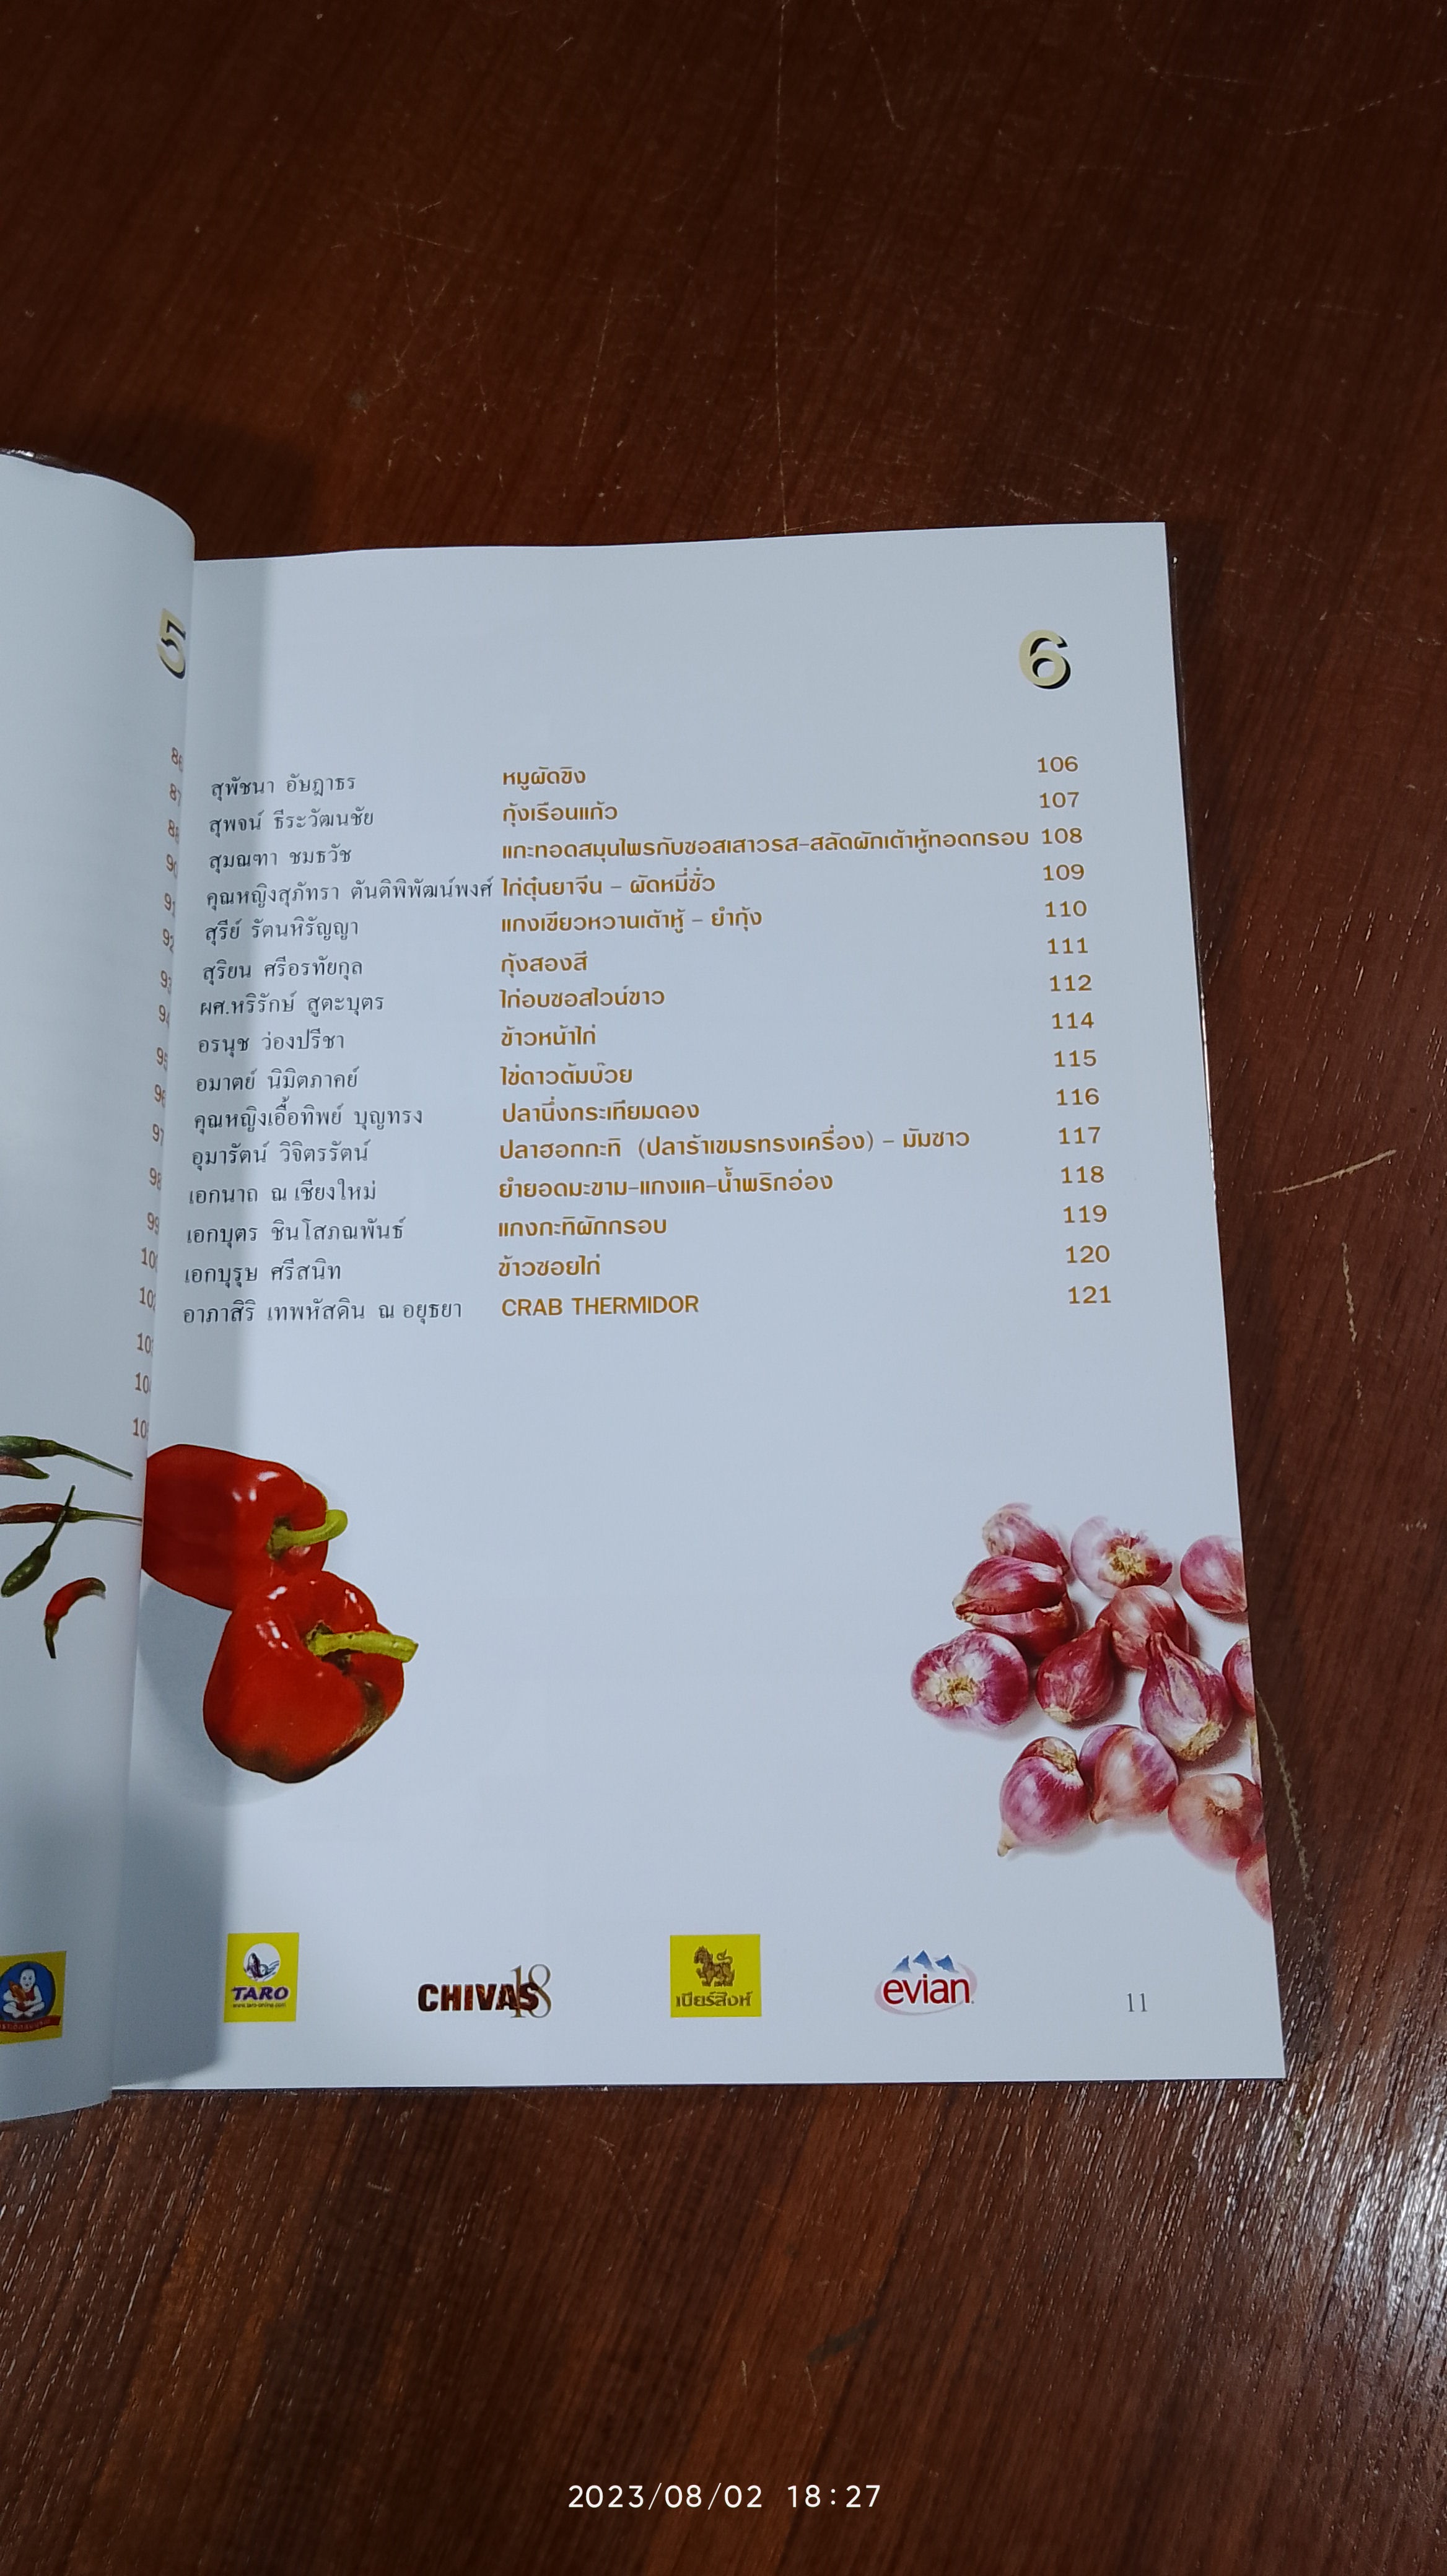 5
86
87
88
90
91
92
93
94
95
96
97
98
99
6
สุพัชนา อัษฎาธร หมูผัดขิง 106
สุพจน์ ธีระวัฒนชัย กุ้งเรือนแก้ว 107
สุมณฑา ชมธวัช แกะทอดสมุนไพรกับซอสเสาวรส-สลัดผักเต้าหู้ทอดกรอบ 108
คุณหญิงสุภัทรา ตันติพิพัฒน์พงศ์ ไก่ตุ๋นยาจีน - ผัดหมี่ซั่ว 109
สุรีย์ รัตนหิรัญญา แกงเขียวหวานเต้าหู้ - ยำกุ้ง 110
สุริยน ศรีอรทัยกุล กุ้งสองสี 111
ผศ.หริรักษ์ สูตะบุตร ไก่อบซอสไวน์ขาว 112
อรนุช ว่องปรีชา ข้าวหน้าไก่ 114
อมาตย์ นิมิตภาคย์ ไข่ดาวต้มบ๊วย 115
คุณหญิงเอื้อทิพย์ บุญทรง ปลานึ่งกระเทียมดอง 116
อุมารัตน์ วิจิตรรัตน์ ปลาฮอกกะทิ (ปลาร้าเขมรทรงเครื่อง) - มัมซาว 117
เอกนาถ ณ เชียงใหม่ ยำยอดมะขาม-แกงแค-น้ำพริกอ่อง 118
เอกบุตร ชินโสภณพันธ์ แกงกะทิผักกรอบ 119
เอกบุรุษ ศรีสนิท ข้าวซอยไก่ 120
อาภาสิริ เทพหัสดิน ณ อยุธยา CRAB THERMIDOR 121
TARO
www.taro-online.com
CHIVAS 18
เบียร์สิงห์
evian.
11
2023/08/02 18:27